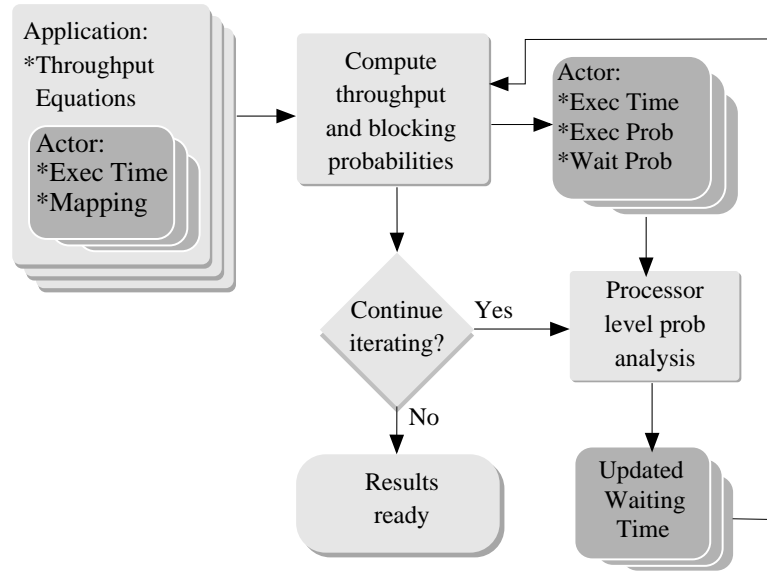 Application:
*Throughput
Equations
Actor:
*Exec Time
*Mapping
Compute
throughput
and blocking
probabilities
Actor:
*Exec Time
*Exec Prob
*Wait Prob
Continue
iterating?
Yes
Processor
level prob
analysis
No
Results
ready
Updated
Waiting
Time